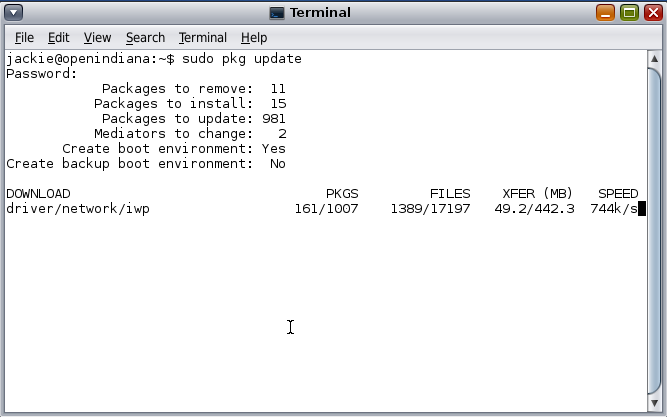 Terminal
File Edit View Search Terminal Help
jackie@openindiana:~$ sudo pkg update
Password:
Packages to remove: 11
Packages to install: 15
Packages to update: 981
Mediators to change: 2
Create boot environment: Yes
Create backup boot environment: No
DOWNLOAD PKGS FILES XFER (MB) SPEED
driver/network/iwp 161/1007 1389/17197 49.2/442.3 744k/s